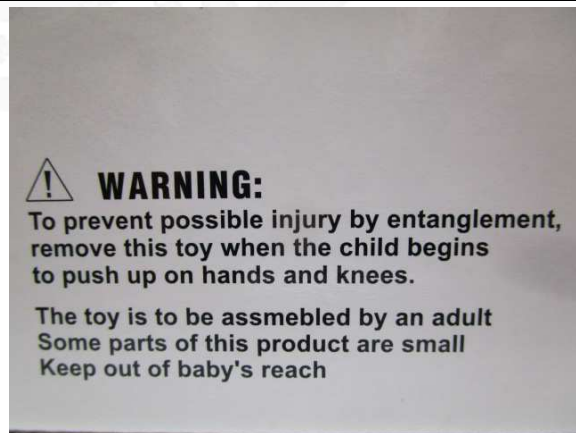 WARNING:
To prevent possible injury by entanglement,
remove this toy when the child begins
to push up on hands and knees.
The toy is to be assmebled by an adult
Some parts of this product are small
Keep out of baby's reach